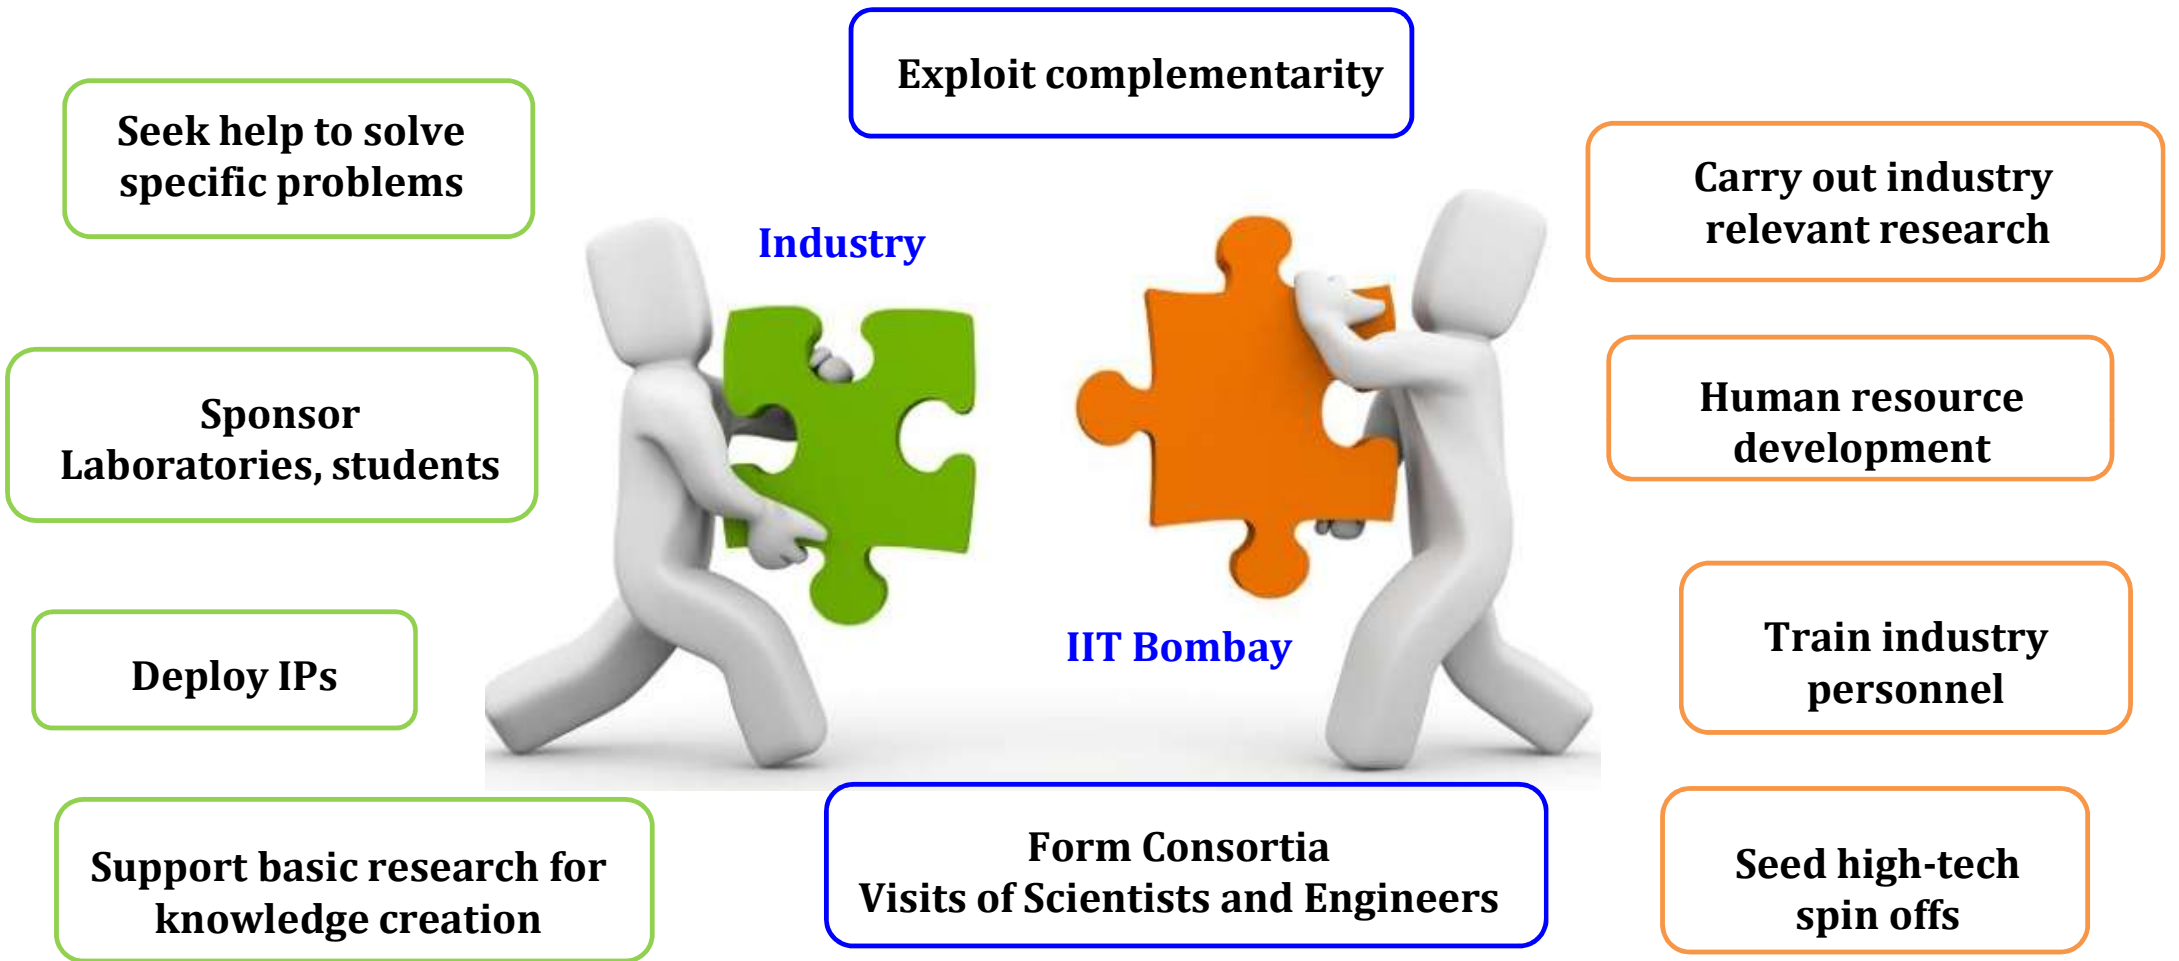 Exploit complementarity
Seek help to solve
specific problems
Carry out industry
relevant research
Industry
Sponsor
Laboratories, students
Human resource
development
IIT Bombay
Deploy IPs
Train industry
personnel
Support basic research for
knowledge creation
Form Consortia
Visits of Scientists and Engineers
Seed high-tech
spin offs